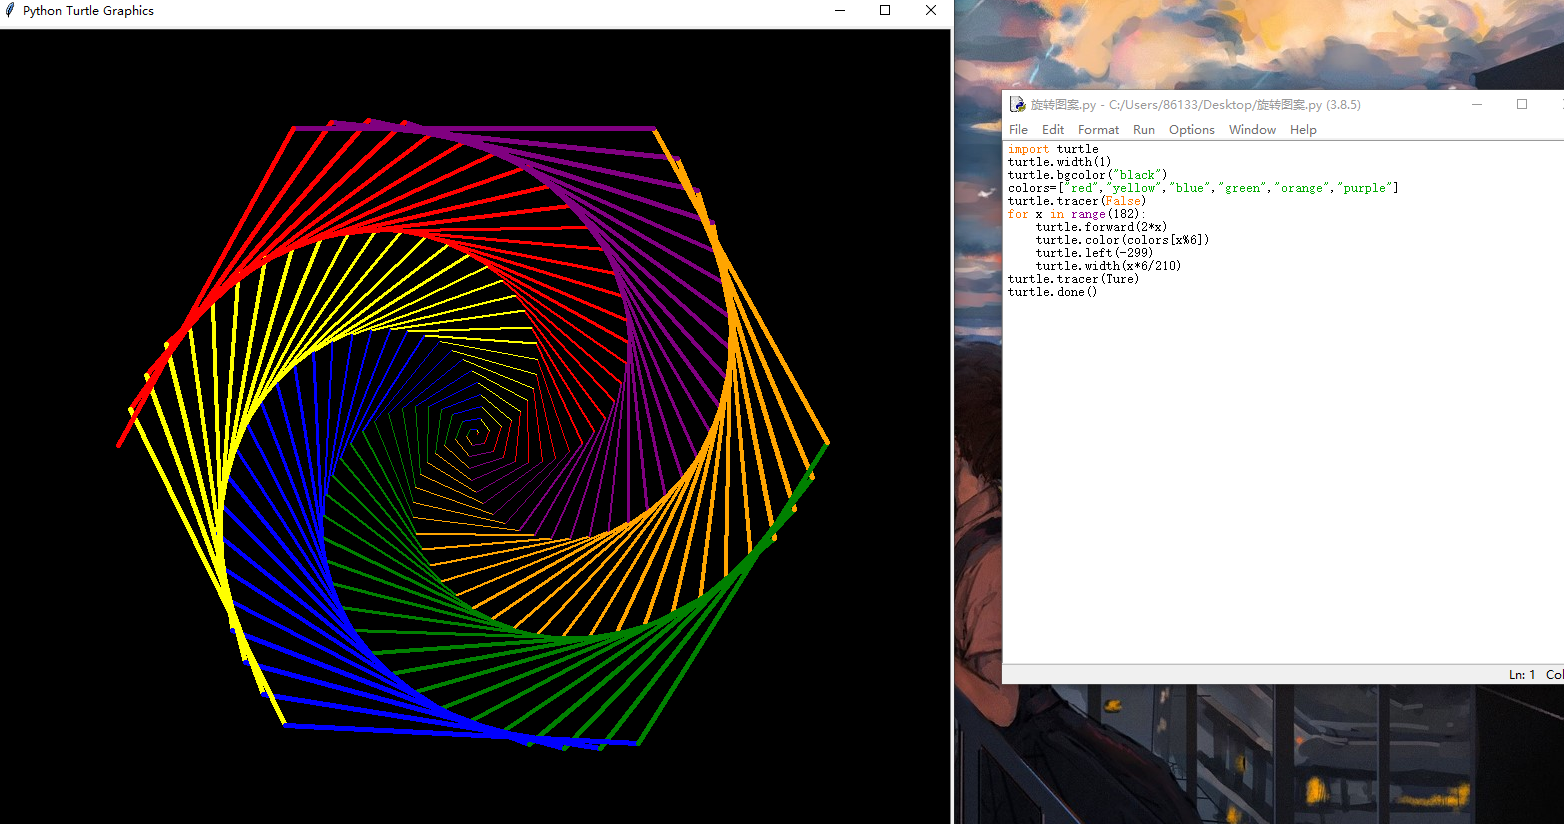 Python Turtle Graphics
旋转图案.py - C:/Users/86133/Desktop/旋转图案.py (3.8.5)
File Edit Format Run Options Window Help
import turtle
turtle.width(1)
turtle.bgcolor("black")
colors=["red","yellow","blue","green","orange","purple"]
turtle.tracer(False)
for x in range(182):
    turtle.forward(2*x)
    turtle.color(colors[x%6])
    turtle.left(-299)
    turtle.width(x*6/210)
turtle.tracer(Ture)
turtle.done()
Ln: 1 Col